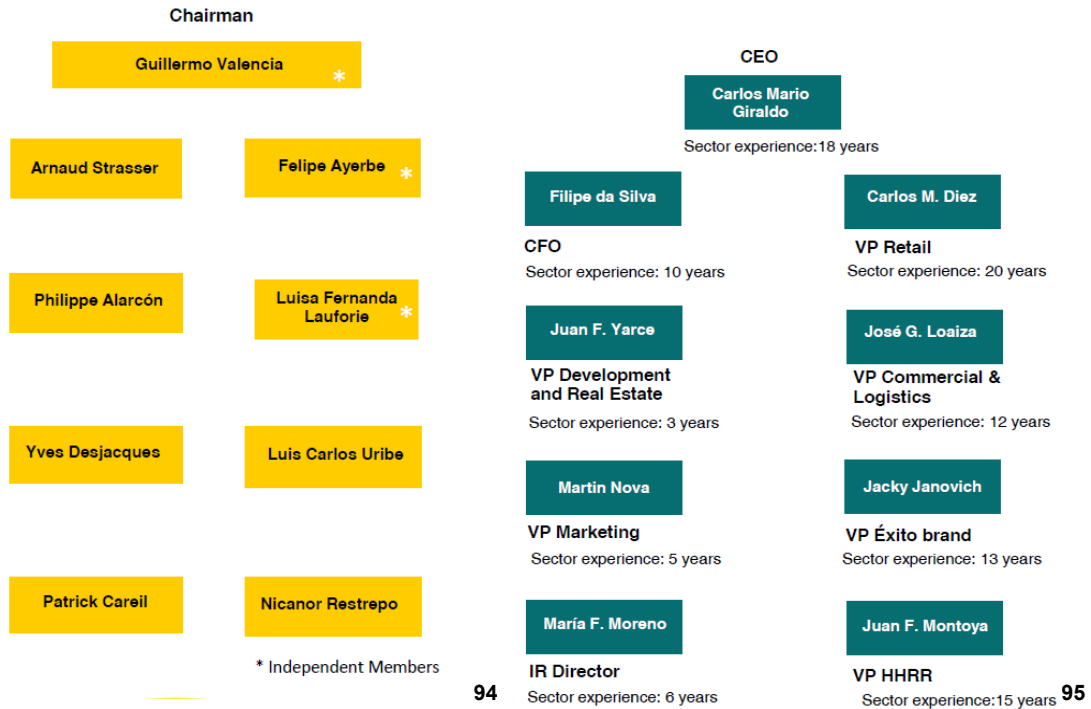 Chairman
Guillermo Valencia
*
Arnaud Strasser
Felipe Ayerbe *
Philippe Alarcón
Luisa Fernanda
Lauforie *
Yves Desjacques
Luis Carlos Uribe
Patrick Careil
Nicanor Restrepo
* Independent Members
94
CEO
Carlos Mario
Giraldo
Sector experience:18 years
Filipe da Silva
CFO
Sector experience: 10 years
Carlos M. Diez
VP Retail
Sector experience: 20 years
Juan F. Yarce
VP Development
and Real Estate
Sector experience: 3 years
José G. Loaiza
VP Commercial &
Logistics
Sector experience: 12 years
Martin Nova
VP Marketing
Sector experience: 5 years
Jacky Janovich
VP Éxito brand
Sector experience: 13 years
María F. Moreno
IR Director
Sector experience: 6 years
Juan F. Montoya
VP HHRR
Sector experience:15 years
95